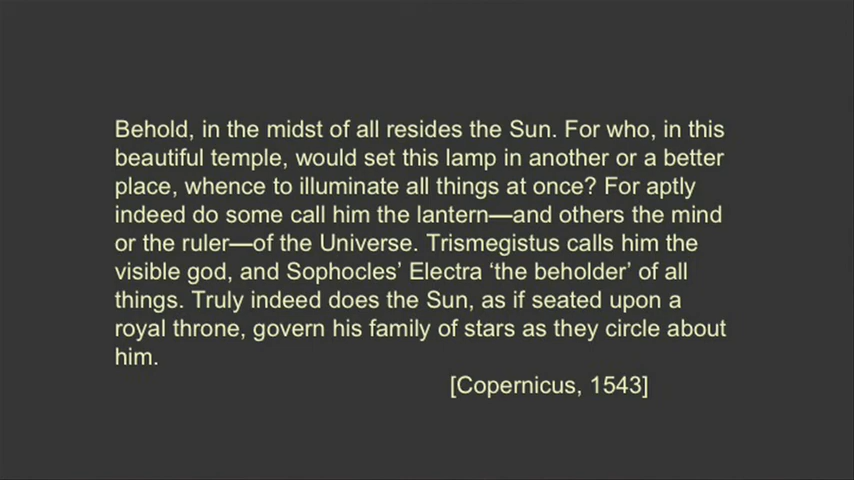 Behold, in the midst of all resides the Sun. For who, in this
beautiful temple, would set this lamp in another or a better
place, whence to illuminate all things at once? For aptly
indeed do some call him the lantern—and others the mind
or the ruler—of the Universe. Trismegistus calls him the
visible god, and Sophocles’ Electra ‘the beholder’ of all
things. Truly indeed does the Sun, as if seated upon a
royal throne, govern his family of stars as they circle about
him.
[Copernicus, 1543]